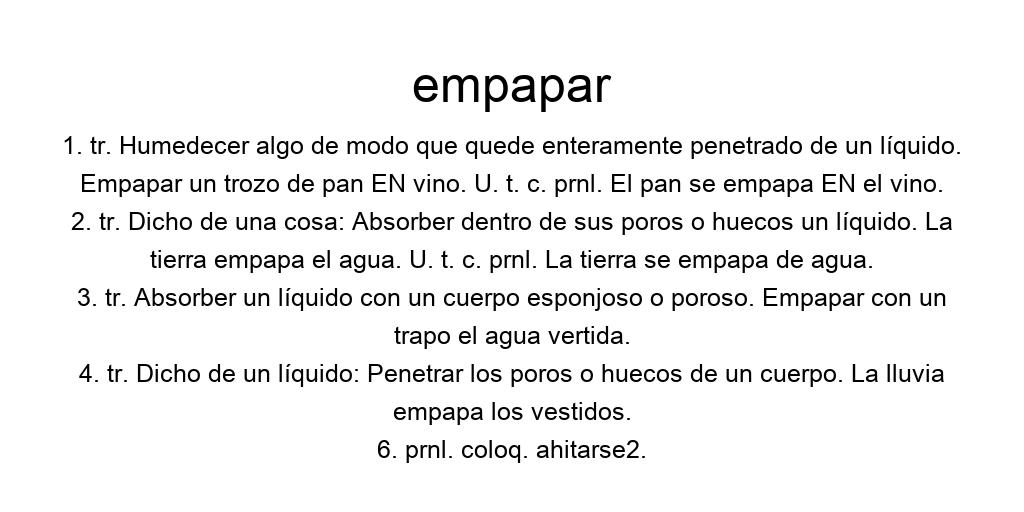 empapar
1. tr. Humedecer algo de modo que quede enteramente penetrado de un líquido.
Empapar un trozo de pan EN vino. U. t. c. prnl. El pan se empapa EN el vino.
2. tr. Dicho de una cosa: Absorber dentro de sus poros o huecos un líquido. La
tierra empapa el agua. U. t. c. prnl. La tierra se empapa de agua.
3. tr. Absorber un líquido con un cuerpo esponjoso o poroso. Empapar con un
trapo el agua vertida.
4. tr. Dicho de un líquido: Penetrar los poros o huecos de un cuerpo. La lluvia
empapa los vestidos.
6. prnl. coloq. ahitarse2.